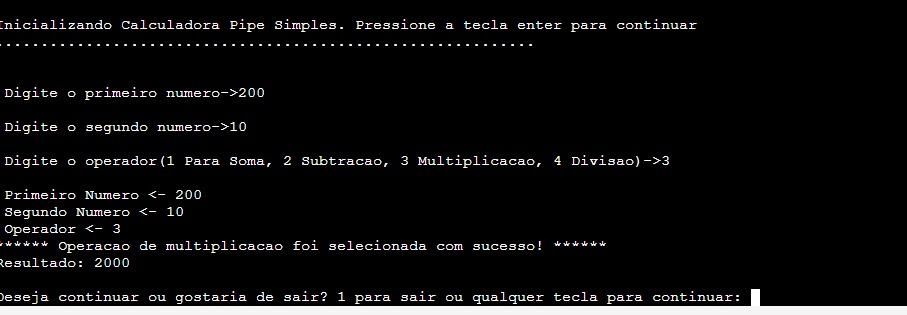 Inicializando Calculadora Pipe Simples. Pressione a tecla enter para continuar
............................................................
Digite o primeiro numero->200
Digite o segundo numero->10
Digite o operador(1 Para Soma, 2 Subtracao, 3 Multiplicacao, 4 Divisao)->3
Primeiro Numero <- 200
Segundo Numero <- 10
Operador <- 3
****** Operacao de multiplicacao foi selecionada com sucesso! ******
Resultado: 2000
Deseja continuar ou gostaria de sair? 1 para sair ou qualquer tecla para continuar: